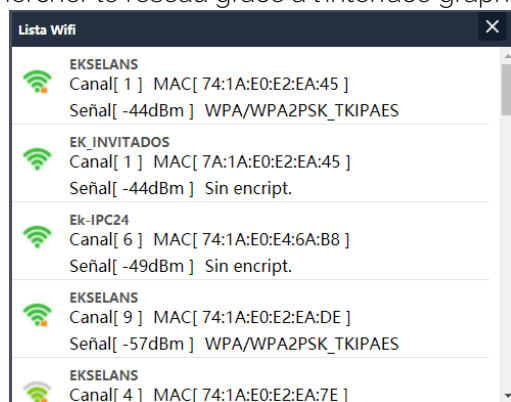 réseau grâce à l'interface
Lista Wifi
EKSELANS
Canal[ 1 ] MAC[ 74:1A:E0:E2:EA:45 ]
Señal[ -44dBm ] WPA/WPA2PSK_TKIPAES
EK_INVITADOS
Canal[ 1 ] MAC[ 7A:1A:E0:E2:EA:45 ]
Señal[ -44dBm ] Sin encript.
Ek-IPC24
Canal[ 6 ] MAC[ 74:1A:E0:E4:6A:B8 ]
Señal[ -49dBm ] Sin encript.
EKSELANS
Canal[ 9 ] MAC[ 74:1A:E0:E2:EA:DE ]
Señal[ -57dBm ] WPA/WPA2PSK_TKIPAES
EKSELANS
Canal[ 4 ] MAC[ 74:1A:E0:E2:EA:7E ]